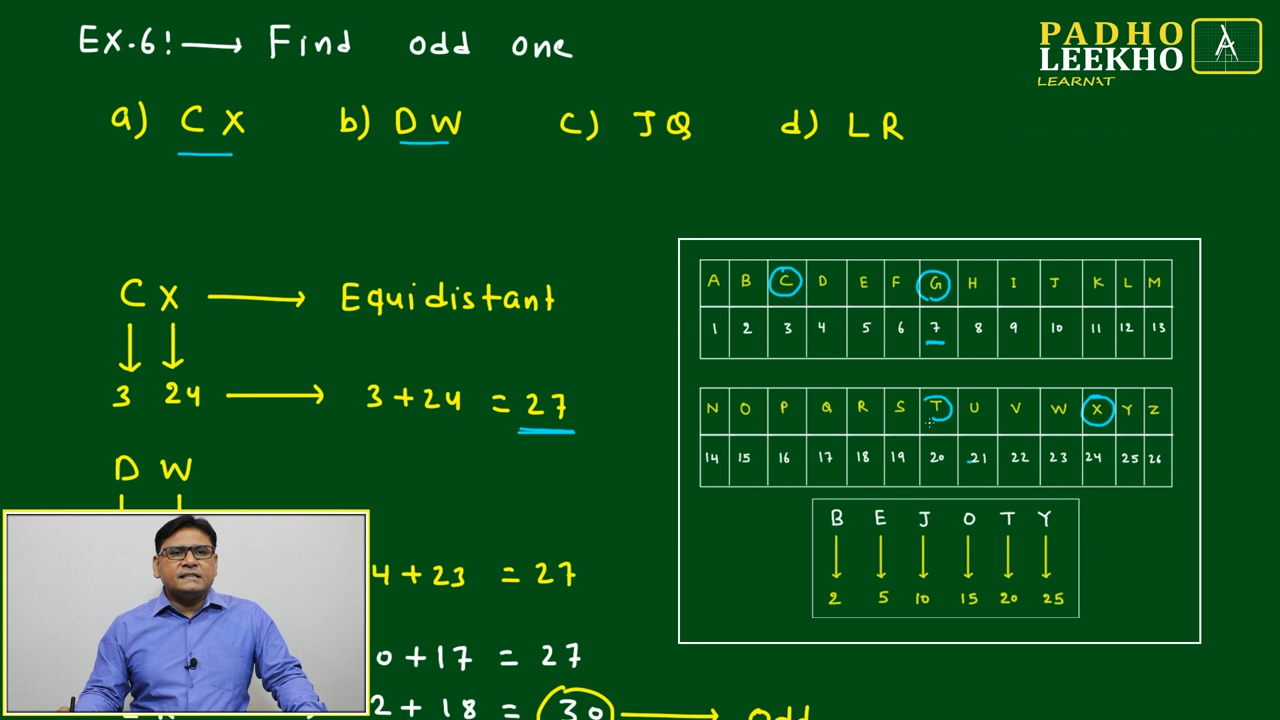 EX.6! → Find odd one
PADHO
LEEKHO
LEARNIT
a) C X b) D W c) J Q d) L R
C X → Equidistant
3 24 → 3 + 24 = 27
D W
4 + 23 = 27
0 + 17 = 27
2 + 18 = 30 → odd
A B C D E F G H I J K L M
1 2 3 4 5 6 7 8 9 10 11 12 13
N O P Q R S T U V W X Y Z
14 15 16 17 18 19 20 21 22 23 24 25 26
B E J O T Y
2 5 10 15 20 25